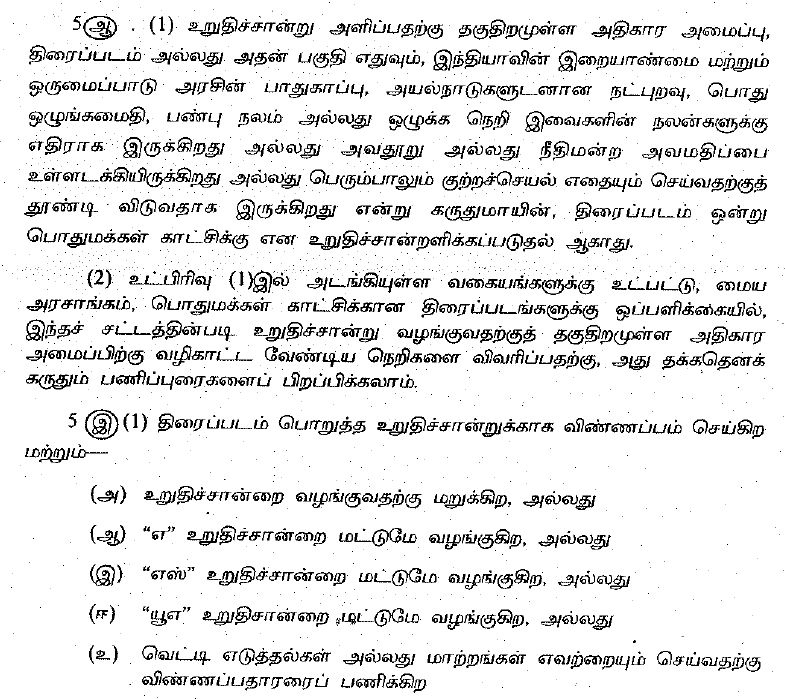 5(ஆ). (1) உறுதிச்சான்று அளிப்பதற்கு தகுதிறமுள்ள அதிகார அமைப்பு,
திரைப்படம் அல்லது அதன் பகுதி எதுவும், இந்தியாவின் இறையாண்மை மற்றும்
ஒருமைப்பாடு அரசின் பாதுகாப்பு, அயல்நாடுகளுடனான நட்புறவு, பொது
ஒழுங்கமைதி, பண்பு நலம் அல்லது ஒழுக்க நெறி இவைகளின் நலன்களுக்கு
எதிராக இருக்கிறது அல்லது அவதூறு அல்லது நீதிமன்ற அவமதிப்பை
உள்ளடக்கியிருக்கிறது அல்லது பெரும்பாலும் குற்றச்செயல் எதையும் செய்வதற்குத்
தூண்டி விடுவதாக இருக்கிறது என்று கருதுமாயின், திரைப்படம் ஒன்று
பொதுமக்கள் காட்சிக்கு என உறுதிச்சான்றளிக்கப்படுதல் ஆகாது.
(2) உட்பிரிவு (1)இல் அடங்கியுள்ள வகையங்களுக்கு உட்பட்டு, மைய
அரசாங்கம், பொதுமக்கள் காட்சிக்கான திரைப்படங்களுக்கு ஒப்பளிக்கையில்,
இந்தச் சட்டத்தின்படி உறுதிச்சான்று வழங்குவதற்குத் தகுதிறமுள்ள அதிகார
அமைப்பிற்கு வழிகாட்ட வேண்டிய நெறிகளை விவரிப்பதற்கு, அது தக்கதெனக்
கருதும் பணிப்புரைகளைப் பிறப்பிக்கலாம்.
5 (இ) (1) திரைப்படம் பொறுத்த உறுதிச்சான்றுக்காக விண்ணப்பம் செய்கிற
மற்றும்—
(அ) உறுதிச்சான்றை வழங்குவதற்கு மறுக்கிற, அல்லது
(ஆ) “எ” உறுதிச்சான்றை மட்டுமே வழங்குகிற, அல்லது
(இ) “எஸ்” உறுதிச்சான்றை மட்டுமே வழங்குகிற, அல்லது
(ஈ) “யூஎ” உறுதிசான்றை மட்டுமே வழங்குகிற, அல்லது
(உ) வெட்டி எடுத்தல்கள் அல்லது மாற்றங்கள் எவற்றையும் செய்வதற்கு
விண்ணப்பதாரரைப் பணிக்கிற